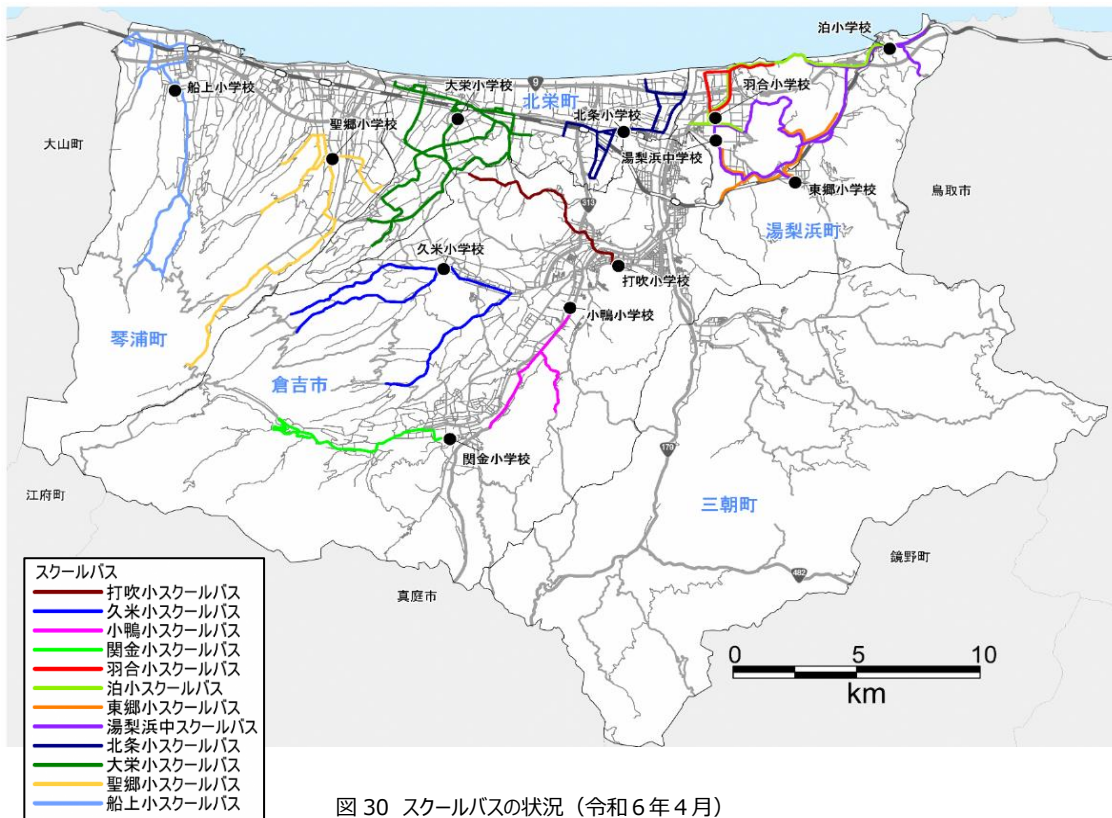 泊小学校
船上小学校
大栄小学校
9
北栄町
羽合小学校
北条小学校
聖郷小学校
大山町
湯梨浜中学校
東郷小学校
鳥取市
313
湯梨浜町
久米小学校
打吹小学校
小鴨小学校
琴浦町
倉吉市
関金小学校
179
江府町
三朝町
鏡野町
482
真庭市
スクールバス
打吹小スクールバス
久米小スクールバス
小鴨小スクールバス
関金小スクールバス
羽合小スクールバス
泊小スクールバス
東郷小スクールバス
湯梨浜中スクールバス
北条小スクールバス
大栄小スクールバス
聖郷小スクールバス
船上小スクールバス
0 5 10
km
図 30 スクールバスの状況（令和６年４月）